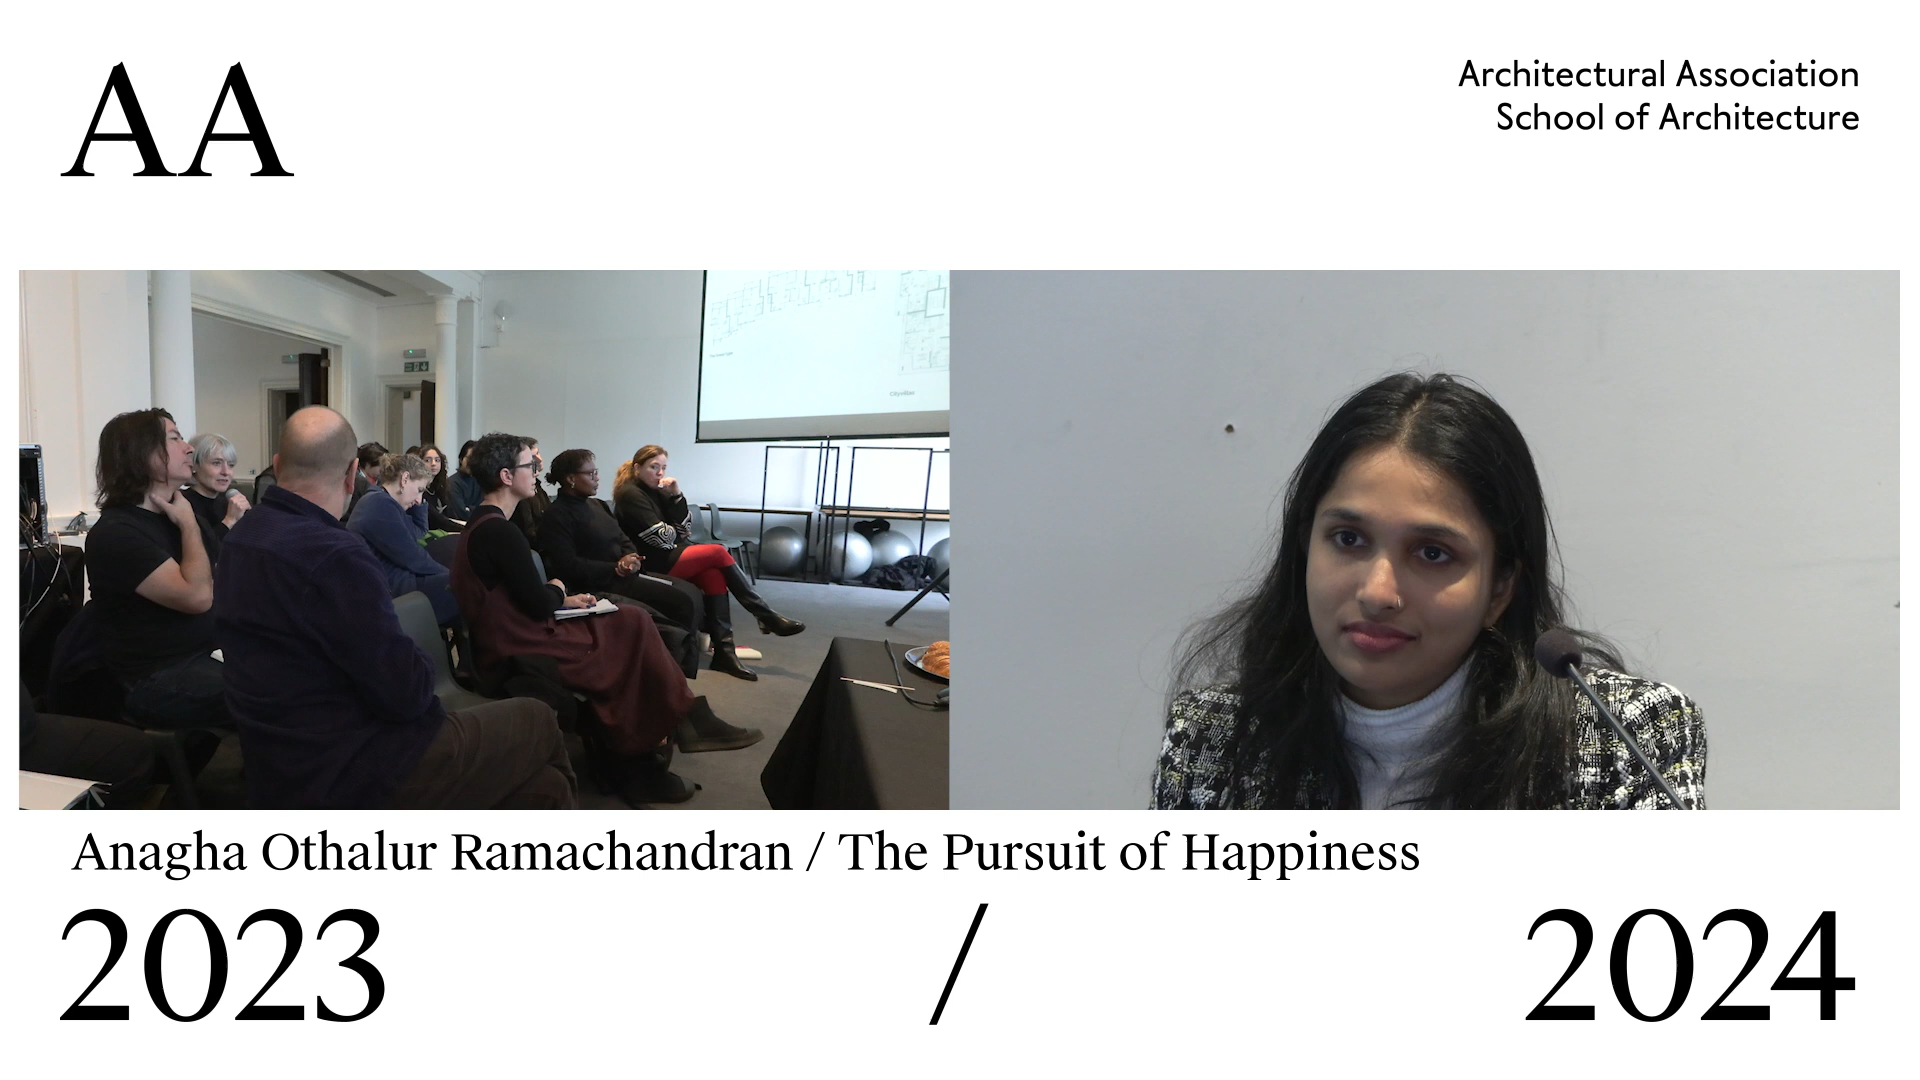 AA
Architectural Association
School of Architecture
Anagha Othalur Ramachandran / The Pursuit of Happiness
2023 / 2024